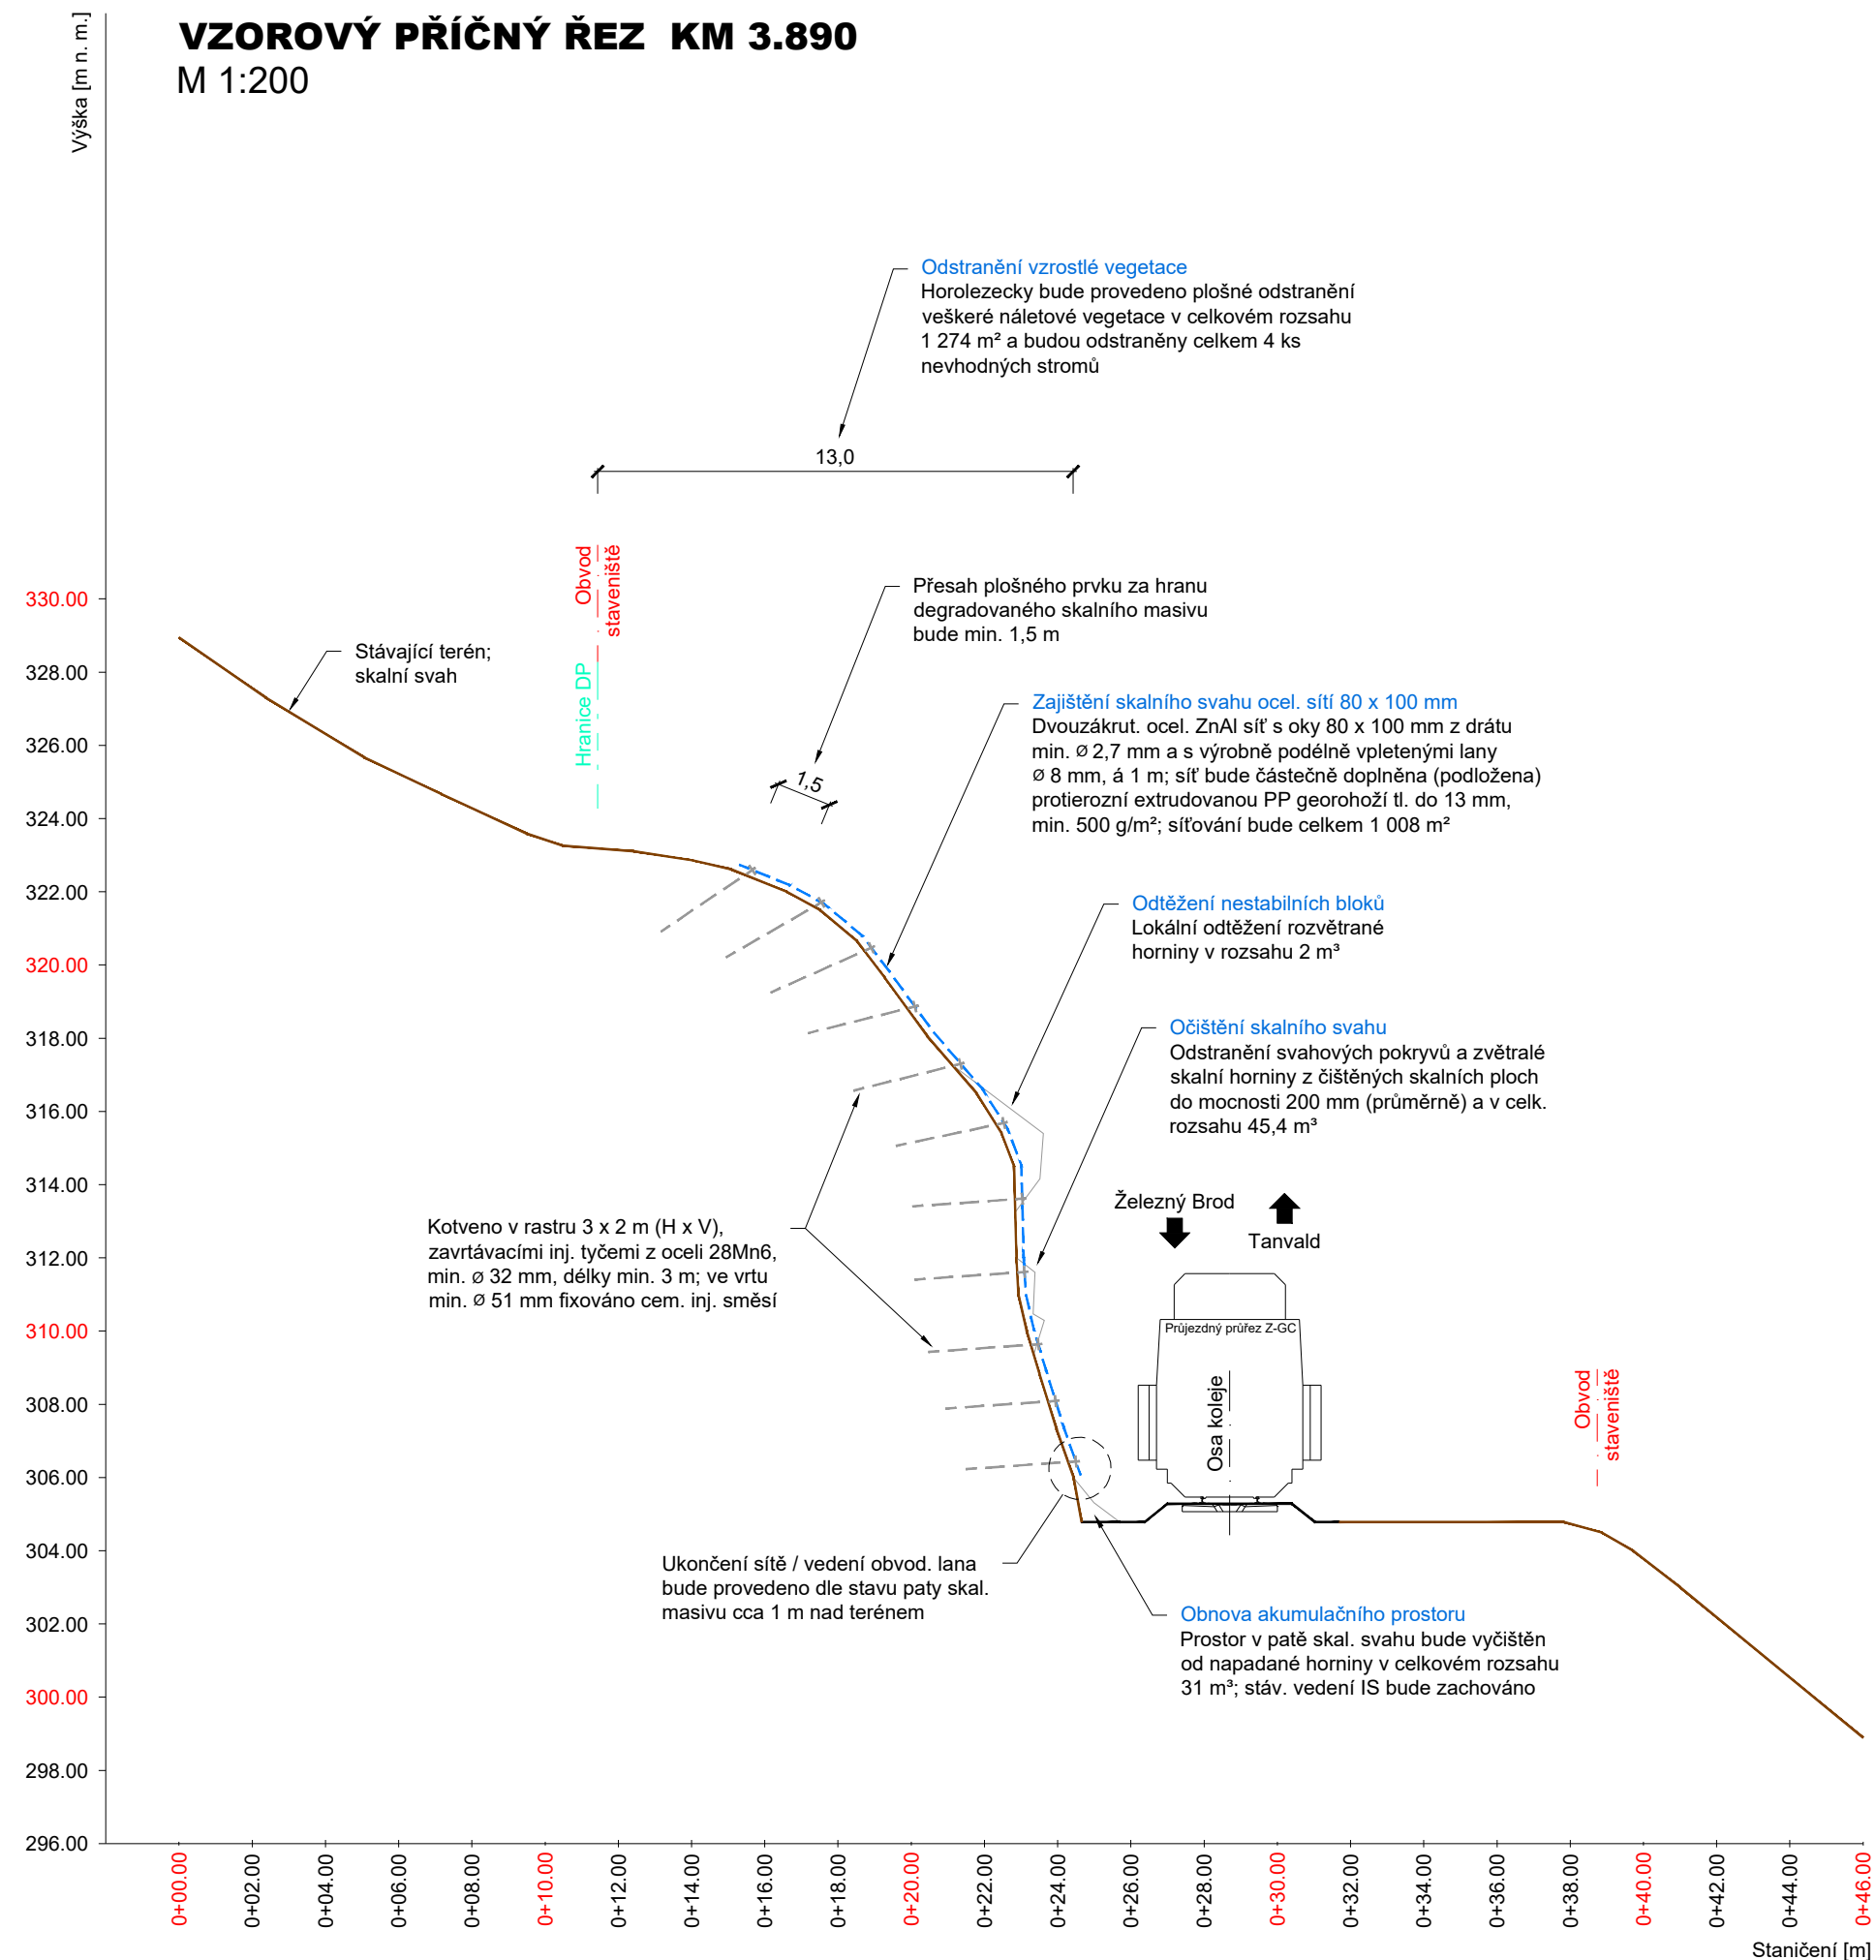 VZOROVÝ PŘÍČNÝ ŘEZ KM 3.890
M 1:200
Výška [m n. m.]
Odstranění vzrostlé vegetace
Horolezecky bude provedeno plošné odstranění
veškeré náletové vegetace v celkovém rozsahu
1 274 m² a budou odstraněny celkem 4 ks
nevhodných stromů
13,0
Obvod
staveniště
Hranice DP
Přesah plošného prvku za hranu
degradovaného skalního masivu
bude min. 1,5 m
1,5
Stávající terén;
skalní svah
Zajištění skalního svahu ocel. sítí 80 x 100 mm
Dvouzákrut. ocel. ZnAl síť s oky 80 x 100 mm z drátu
min. ⌀ 2,7 mm a s výrobně podélně vpletenými lany
⌀ 8 mm, á 1 m; síť bude částečně doplněna (podložena)
protierozní extrudovanou PP georohoží tl. do 13 mm,
min. 500 g/m²; síťování bude celkem 1 008 m²
Odtěžení nestabilních bloků
Lokální odtěžení rozvětrané
horniny v rozsahu 2 m³
Očištění skalního svahu
Odstranění svahových pokryvů a zvětralé
skalní horniny z čištěných skalních ploch
do mocnosti 200 mm (průměrně) a v celk.
rozsahu 45,4 m³
Železný Brod
Tanvald
Kotveno v rastru 3 x 2 m (H x V),
zavrtávacími inj. tyčemi z oceli 28Mn6,
min. ⌀ 32 mm, délky min. 3 m; ve vrtu
min. ⌀ 51 mm fixováno cem. inj. směsí
Průjezdný průřez Z-GC
Osa koleje
Obvod
staveniště
Ukončení sítě / vedení obvod. lana
bude provedeno dle stavu paty skal.
masivu cca 1 m nad terénem
Obnova akumulačního prostoru
Prostor v patě skal. svahu bude vyčištěn
od napadané horniny v celkovém rozsahu
31 m³; stáv. vedení IS bude zachováno
330.00
328.00
326.00
324.00
322.00
320.00
318.00
316.00
314.00
312.00
310.00
308.00
306.00
304.00
302.00
300.00
298.00
296.00
0+00.00
0+02.00
0+04.00
0+06.00
0+08.00
0+10.00
0+12.00
0+14.00
0+16.00
0+18.00
0+20.00
0+22.00
0+24.00
0+26.00
0+28.00
0+30.00
0+32.00
0+34.00
0+36.00
0+38.00
0+40.00
0+42.00
0+44.00
0+46.00
Staničení [m]